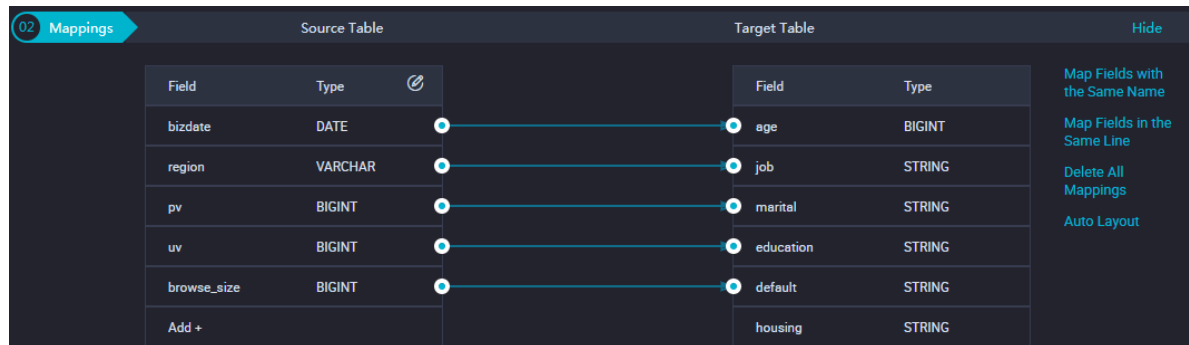 02 Mappings Source Table Target Table Hide
Field Type Field Type
bizdate DATE age BIGINT
region VARCHAR job STRING
pv BIGINT marital STRING
uv BIGINT education STRING
browse_size BIGINT default STRING
Add + housing STRING
Map Fields with
the Same Name
Map Fields in the
Same Line
Delete All
Mappings
Auto Layout